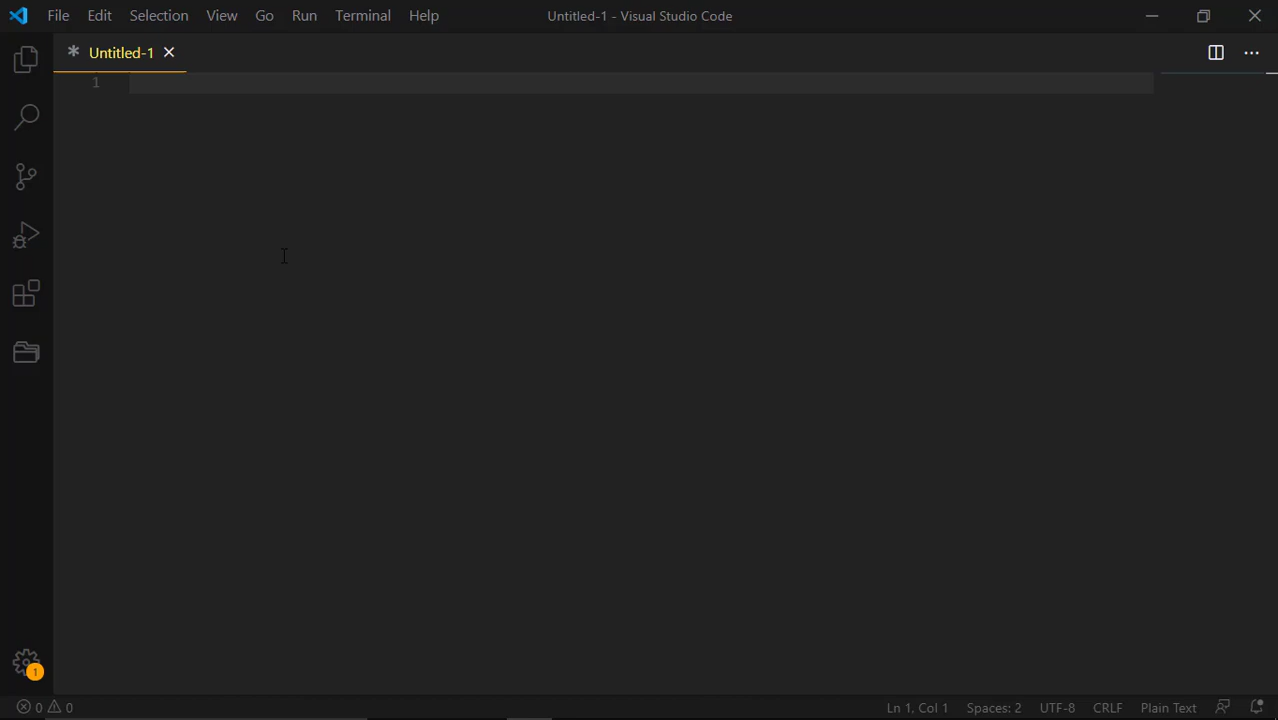 File Edit Selection View Go Run Terminal Help Untitled-1 - Visual Studio Code
Untitled-1
1
1
0 0 Ln 1, Col 1 Spaces: 2 UTF-8 CRLF Plain Text